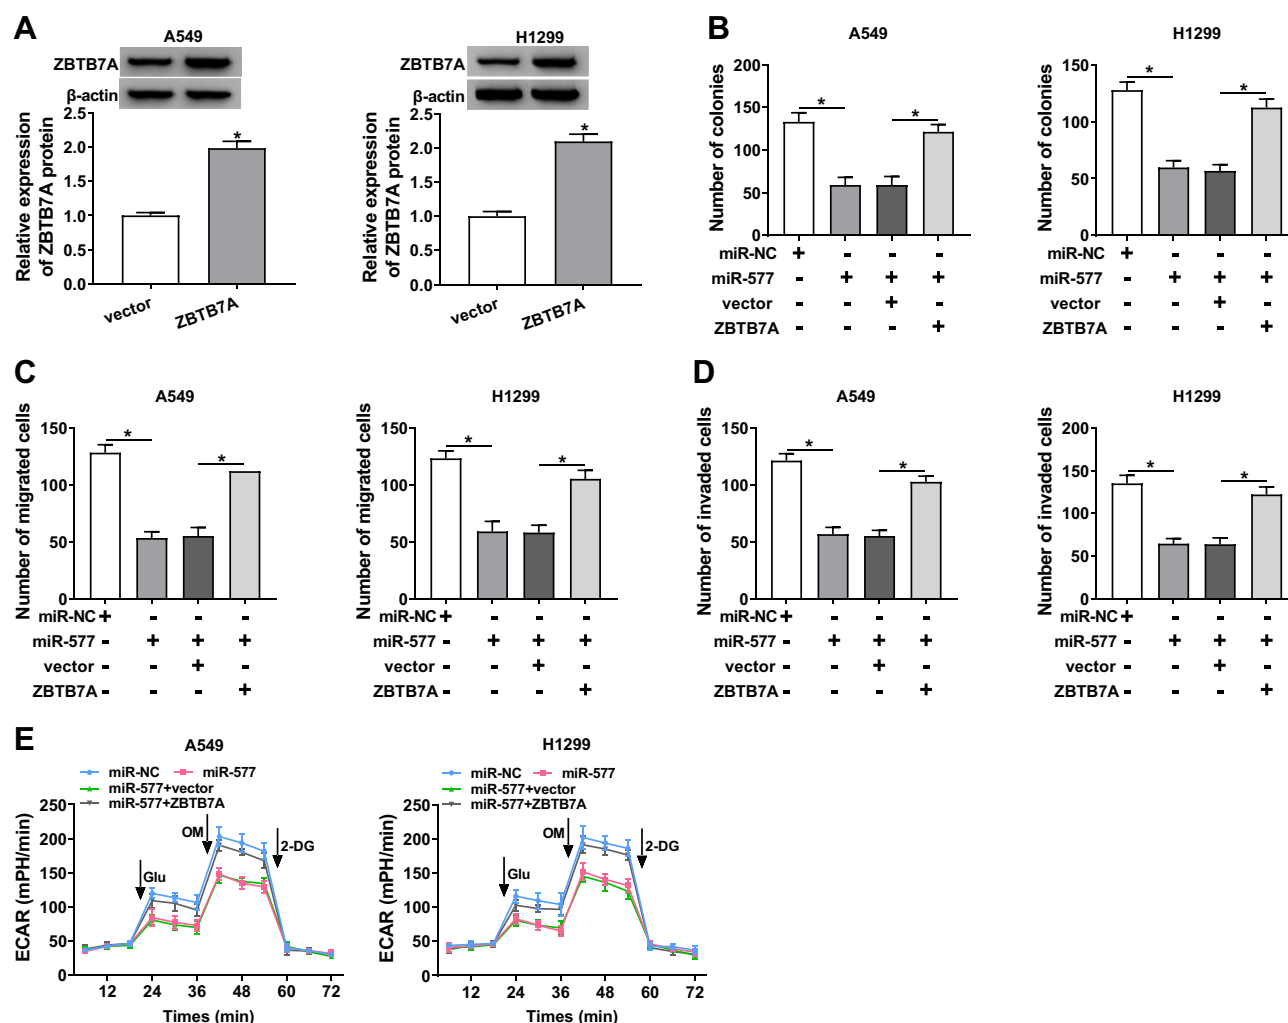 A
A549
ZBTB7A
β-actin
Relative expression
of ZBTB7A protein
2.5
2.0
1.5
1.0
0.5
0.0
*
vector
ZBTB7A
H1299
ZBTB7A
β-actin
Relative expression
of ZBTB7A protein
2.5
2.0
1.5
1.0
0.5
0.0
*
vector
ZBTB7A
B
A549
Number of colonies
200
150
100
50
0
*
*
miR-NC + - - -
miR-577 - + + +
vector - - + -
ZBTB7A - - - +
H1299
Number of colonies
150
100
50
0
*
*
miR-NC + - - -
miR-577 - + + +
vector - - + -
ZBTB7A - - - +
C
A549
Number of migrated cells
150
100
50
0
*
*
miR-NC + - - -
miR-577 - + + +
vector - - + -
ZBTB7A - - - +
H1299
Number of migrated cells
150
100
50
0
*
*
miR-NC + - - -
miR-577 - + + +
vector - - + -
ZBTB7A - - - +
D
A549
Number of invaded cells
150
100
50
0
*
*
miR-NC + - - -
miR-577 - + + +
vector - - + -
ZBTB7A - - - +
H1299
Number of invaded cells
200
150
100
50
0
*
*
miR-NC + - - -
miR-577 - + + +
vector - - + -
ZBTB7A - - - +
E
A549
miR-NC miR-577
miR-577+vector
miR-577+ZBTB7A
ECAR (mPH/min)
250
200
150
100
50
0
Glu
OM
2-DG
12 24 36 48 60 72
Times (min)
H1299
miR-NC miR-577
miR-577+vector
miR-577+ZBTB7A
ECAR (mPH/min)
250
200
150
100
50
0
Glu
OM
2-DG
12 24 36 48 60 72
Times (min)